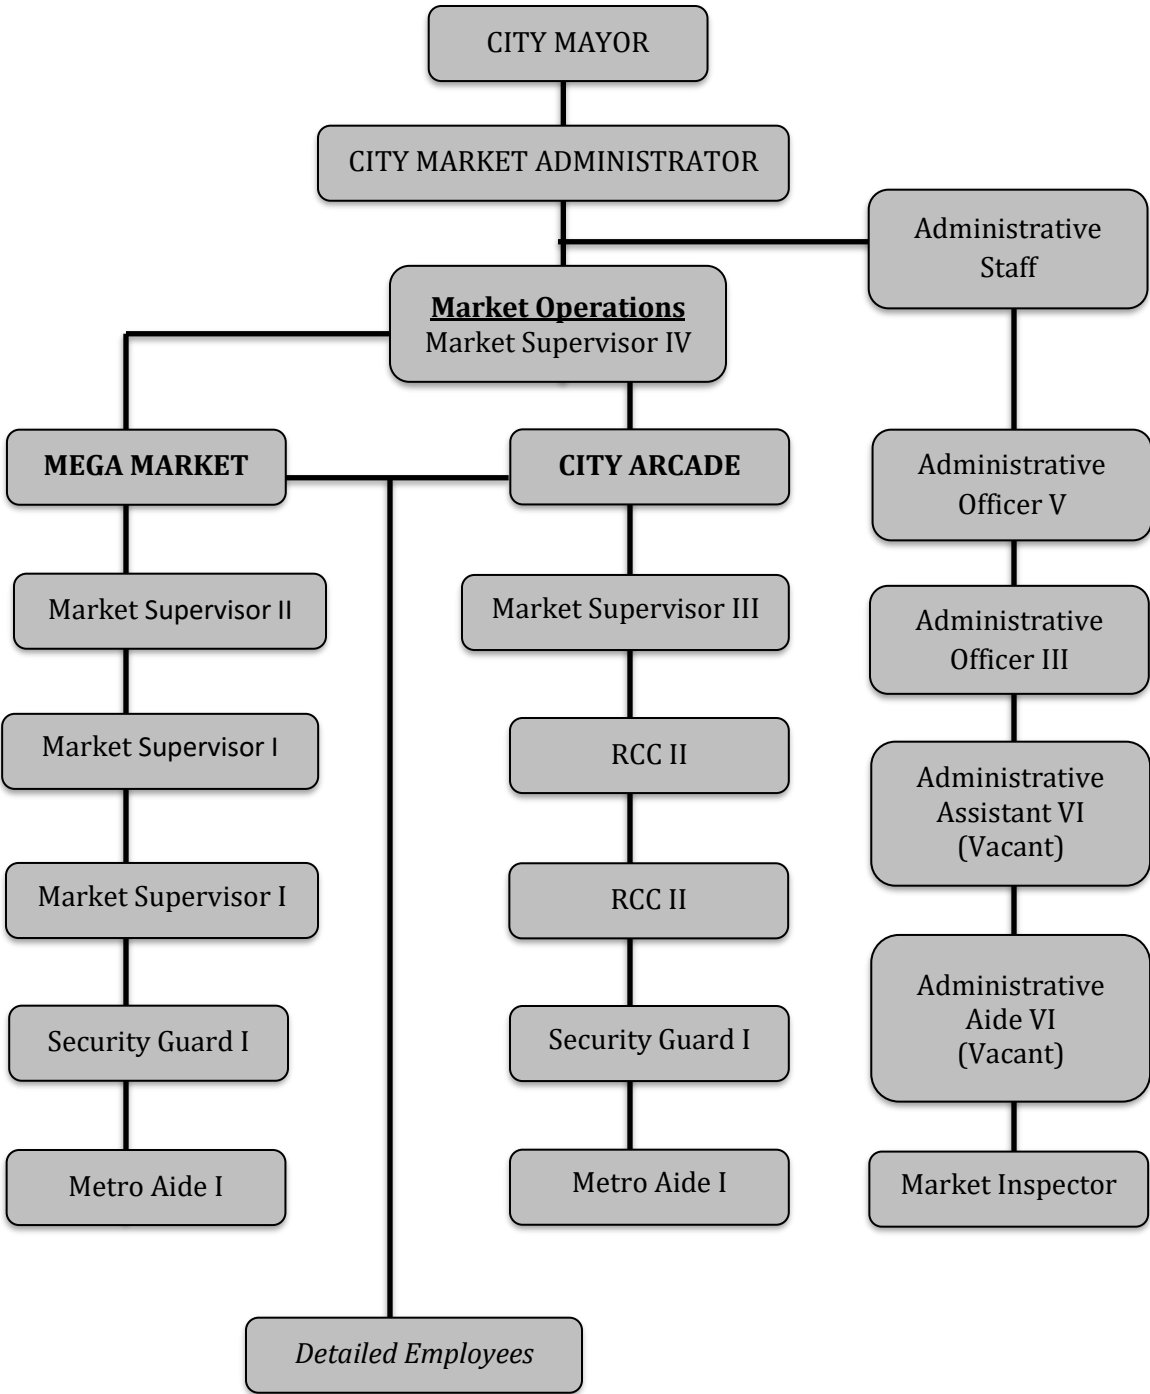 CITY MAYOR
CITY MARKET ADMINISTRATOR
Administrative
Staff
Market Operations
Market Supervisor IV
MEGA MARKET
CITY ARCADE
Administrative
Officer V
Market Supervisor II
Market Supervisor III
Administrative
Officer III
Market Supervisor I
RCC II
Administrative
Assistant VI
(Vacant)
Market Supervisor I
RCC II
Administrative
Aide VI
(Vacant)
Security Guard I
Security Guard I
Metro Aide I
Metro Aide I
Market Inspector
Detailed Employees